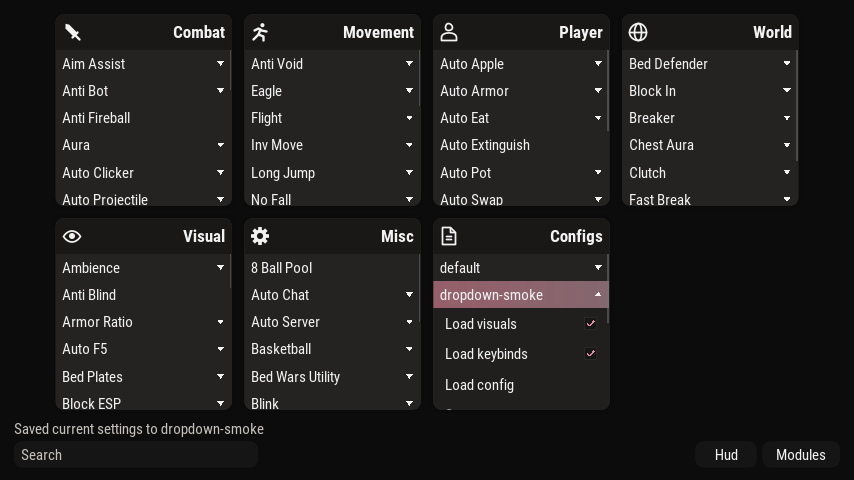 Combat
Aim Assist
Anti Bot
Anti Fireball
Aura
Auto Clicker
Auto Projectile
Movement
Anti Void
Eagle
Flight
Inv Move
Long Jump
No Fall
Player
Auto Apple
Auto Armor
Auto Eat
Auto Extinguish
Auto Pot
Auto Swap
World
Bed Defender
Block In
Breaker
Chest Aura
Clutch
Fast Break
Visual
Ambience
Anti Blind
Armor Ratio
Auto F5
Bed Plates
Block ESP
Misc
8 Ball Pool
Auto Chat
Auto Server
Basketball
Bed Wars Utility
Blink
Configs
default
dropdown-smoke
Load visuals
Load keybinds
Load config
Saved current settings to dropdown-smoke
Search
Hud
Modules